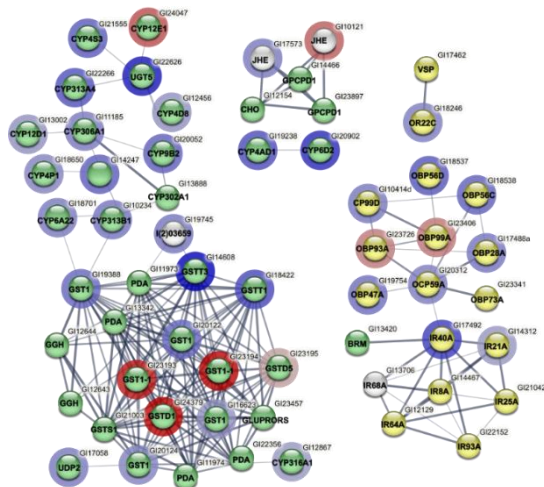 GI21555
CYP4S3
GI24047
CYP12E1
GI22626
UGT5
GI22266
CYP313A4
GI12456
CYP4D8
GI13002
CYP12D1
GI11185
CYP306A1
GI20052
CYP9B2
GI18650
CYP4P1
GI14247
GI13888
CYP302A1
GI18701
CYP6A22
GI10234
CYP313B1
GI19745
l(2)03659
GI17573
JHE
GI10121
JHE
GI14466
GPCPD1
GI12154
CHO
GI23897
GPCPD1
GI19238
CYP4AD1
GI20902
CYP6D2
GI17462
VSP
GI18246
OR22C
GI18537
OBP56D
GI18538
OBP56C
GI10414d
CP99D
GI23406
OBP99A
GI23726
OBP93A
GI17488a
OBP28A
GI19754
OBP47A
GI20312
OCP59A
GI23341
OBP73A
GI13420
BRM
GI17492
IR40A
GI14312
IR21A
GI13706
IR68A
GI14467
IR8A
GI21042
IR25A
GI12129
IR64A
GI22152
IR93A
GI19388
GST1
GI11973
PDA
GI14608
GSTT3
GI18422
GSTT1
GI13342
PDA
GI20122
GST1
GI12644
GGH
GI23193
GST1-1
GI23194
GST1-1
GI23195
GSTD5
GI12643
GGH
GI24379
GSTD1
GI16623
GST1
GI23457
GLUPRORS
GI21003
GSTS1
GI22356
PDA
GI17058
UDP2
GI20124
GST1
GI11974
PDA
GI12867
CYP316A1